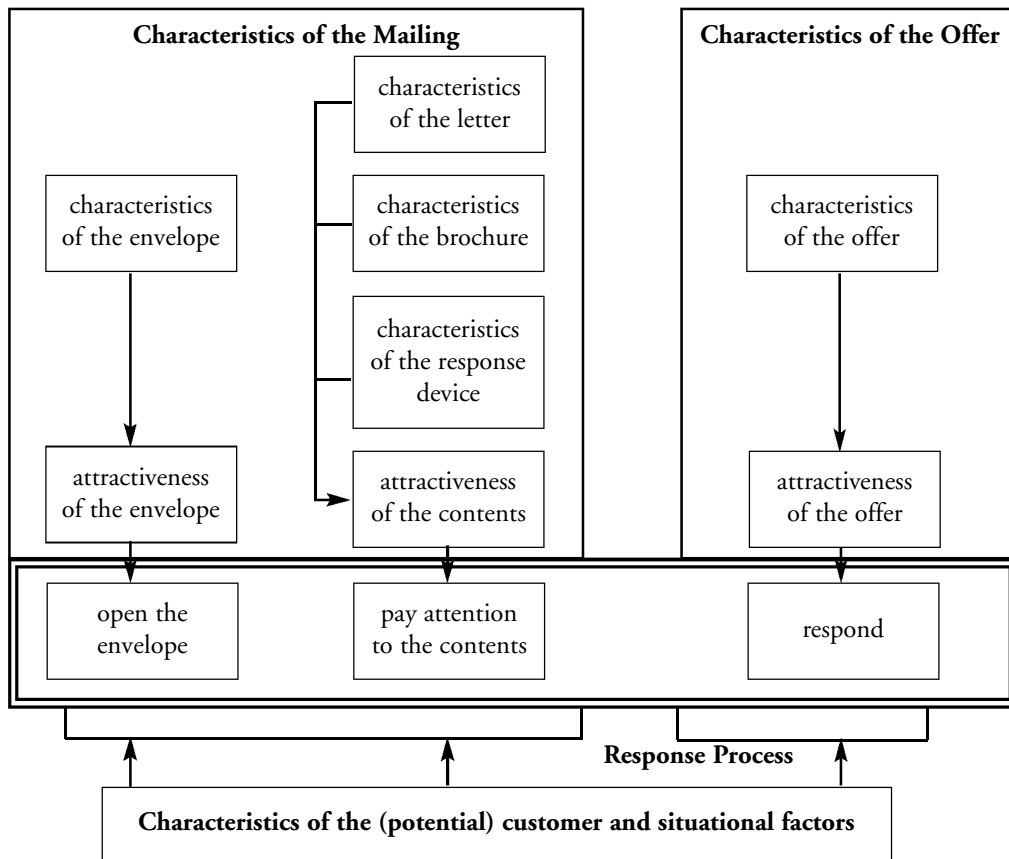 Characteristics of the Mailing
characteristics
of the letter
characteristics
of the envelope
characteristics
of the brochure
characteristics
of the response
device
attractiveness
of the envelope
attractiveness
of the contents
Characteristics of the Offer
characteristics
of the offer
attractiveness
of the offer
open the
envelope
pay attention
to the contents
respond
Response Process
Characteristics of the (potential) customer and situational factors